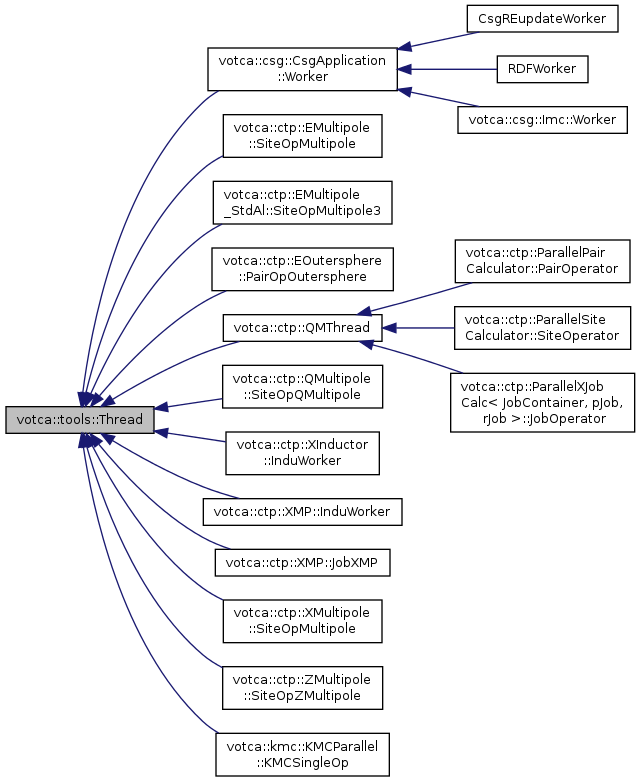 CsgREupdateWorker
votca::csg::CsgApplication
::Worker
RDFWorker
votca::csg::Imc::Worker
votca::ctp::EMultipole
::SiteOpMultipole
votca::ctp::EMultipole
_StdAl::SiteOpMultipole3
votca::ctp::EOutersphere
::PairOpOutersphere
votca::ctp::ParallelPair
Calculator::PairOperator
votca::ctp::QMThread
votca::ctp::ParallelSite
Calculator::SiteOperator
votca::ctp::QMultipole
::SiteOpQMultipole
votca::ctp::ParallelXJob
Calc< JobContainer, pJob,
rJob >::JobOperator
votca::tools::Thread
votca::ctp::XInductor
::InduWorker
votca::ctp::XMP::InduWorker
votca::ctp::XMP::JobXMP
votca::ctp::XMultipole
::SiteOpMultipole
votca::ctp::ZMultipole
::SiteOpZMultipole
votca::kmc::KMCParallel
::KMCSingleOp